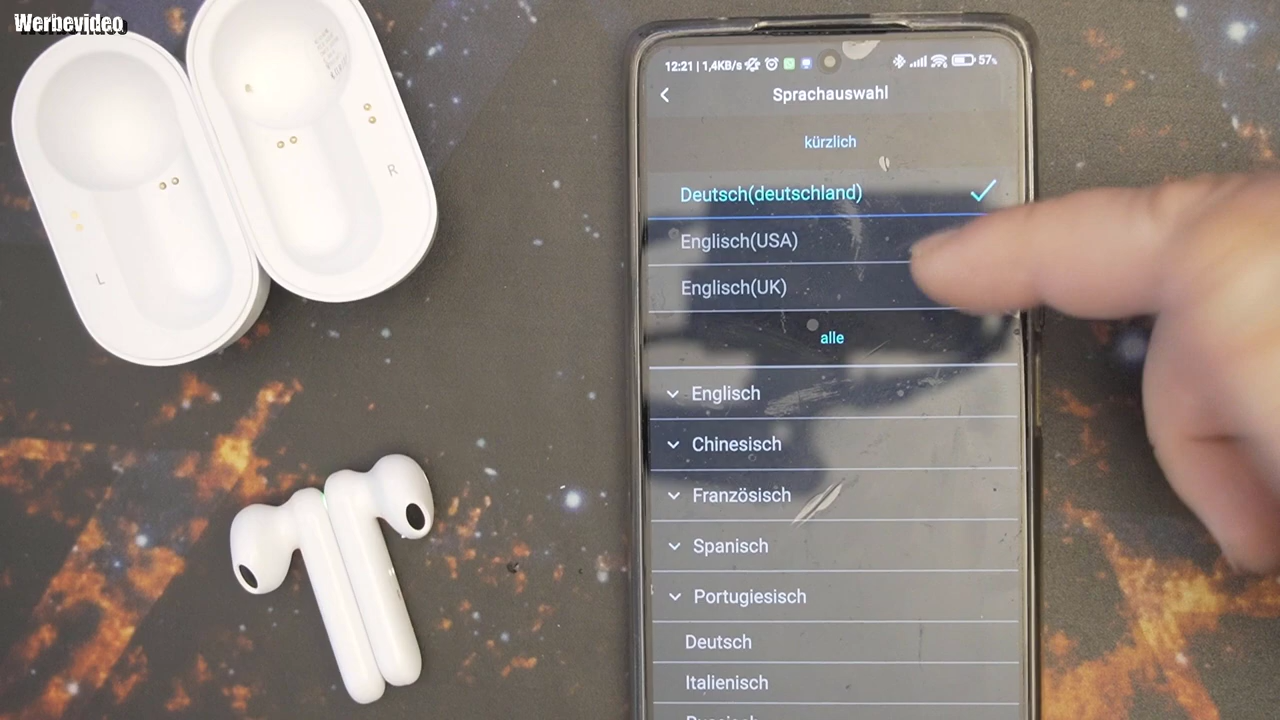 Werbevideo
12:21 | 1,4KB/s
57%
Sprachauswahl
kürzlich
Deutsch(deutschland)
Englisch(USA)
Englisch(UK)
alle
Englisch
Chinesisch
Französisch
Spanisch
Portugiesisch
Deutsch
Italienisch
L
R